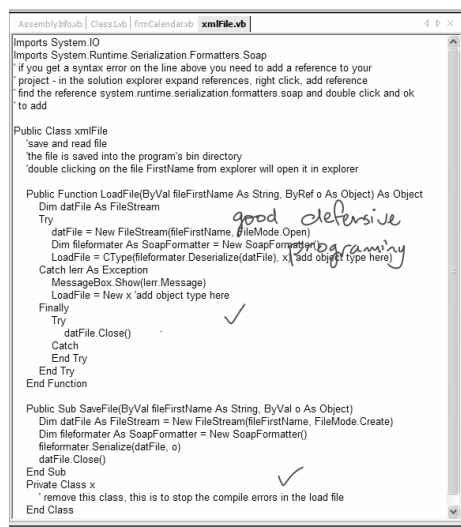 AssemblyInfo.vb | Class1.vb | frmCalendar.vb xmlFile.vb
Imports System.IO
Imports System.Runtime.Serialization.Formatters.Soap
' if you get a syntax error on the line above you need to add a reference to your
' project - in the solution explorer expand references, right click, add reference
' find the reference system.runtime.serialization.formatters.soap and double click and ok
' to add
Public Class xmlFile
'save and read file
'the file is saved into the program's bin directory
'double clicking on the file FirstName from explorer will open it in explorer
Public Function LoadFile(ByVal fileFirstName As String, ByRef o As Object) As Object
Dim datFile As FileStream
good defensive
Try
datFile = New FileStream(fileFirstName, FileMode.Open)
Dim fileformater As SoapFormatter = New SoapFormatter()
programing
LoadFile = CType(fileformater.Deserialize(datFile), x) 'add object type here)
Catch lerr As Exception
MessageBox.Show(lerr.Message)
LoadFile = New x 'add object type here
Finally
Try
datFile.Close()
Catch
End Try
End Try
End Function
Public Sub SaveFile(ByVal fileFirstName As String, ByVal o As Object)
Dim datFile As FileStream = New FileStream(fileFirstName, FileMode.Create)
Dim fileformater As SoapFormatter = New SoapFormatter()
fileformater.Serialize(datFile, o)
datFile.Close()
End Sub
Private Class x
' remove this class, this is to stop the compile errors in the load file
End Class